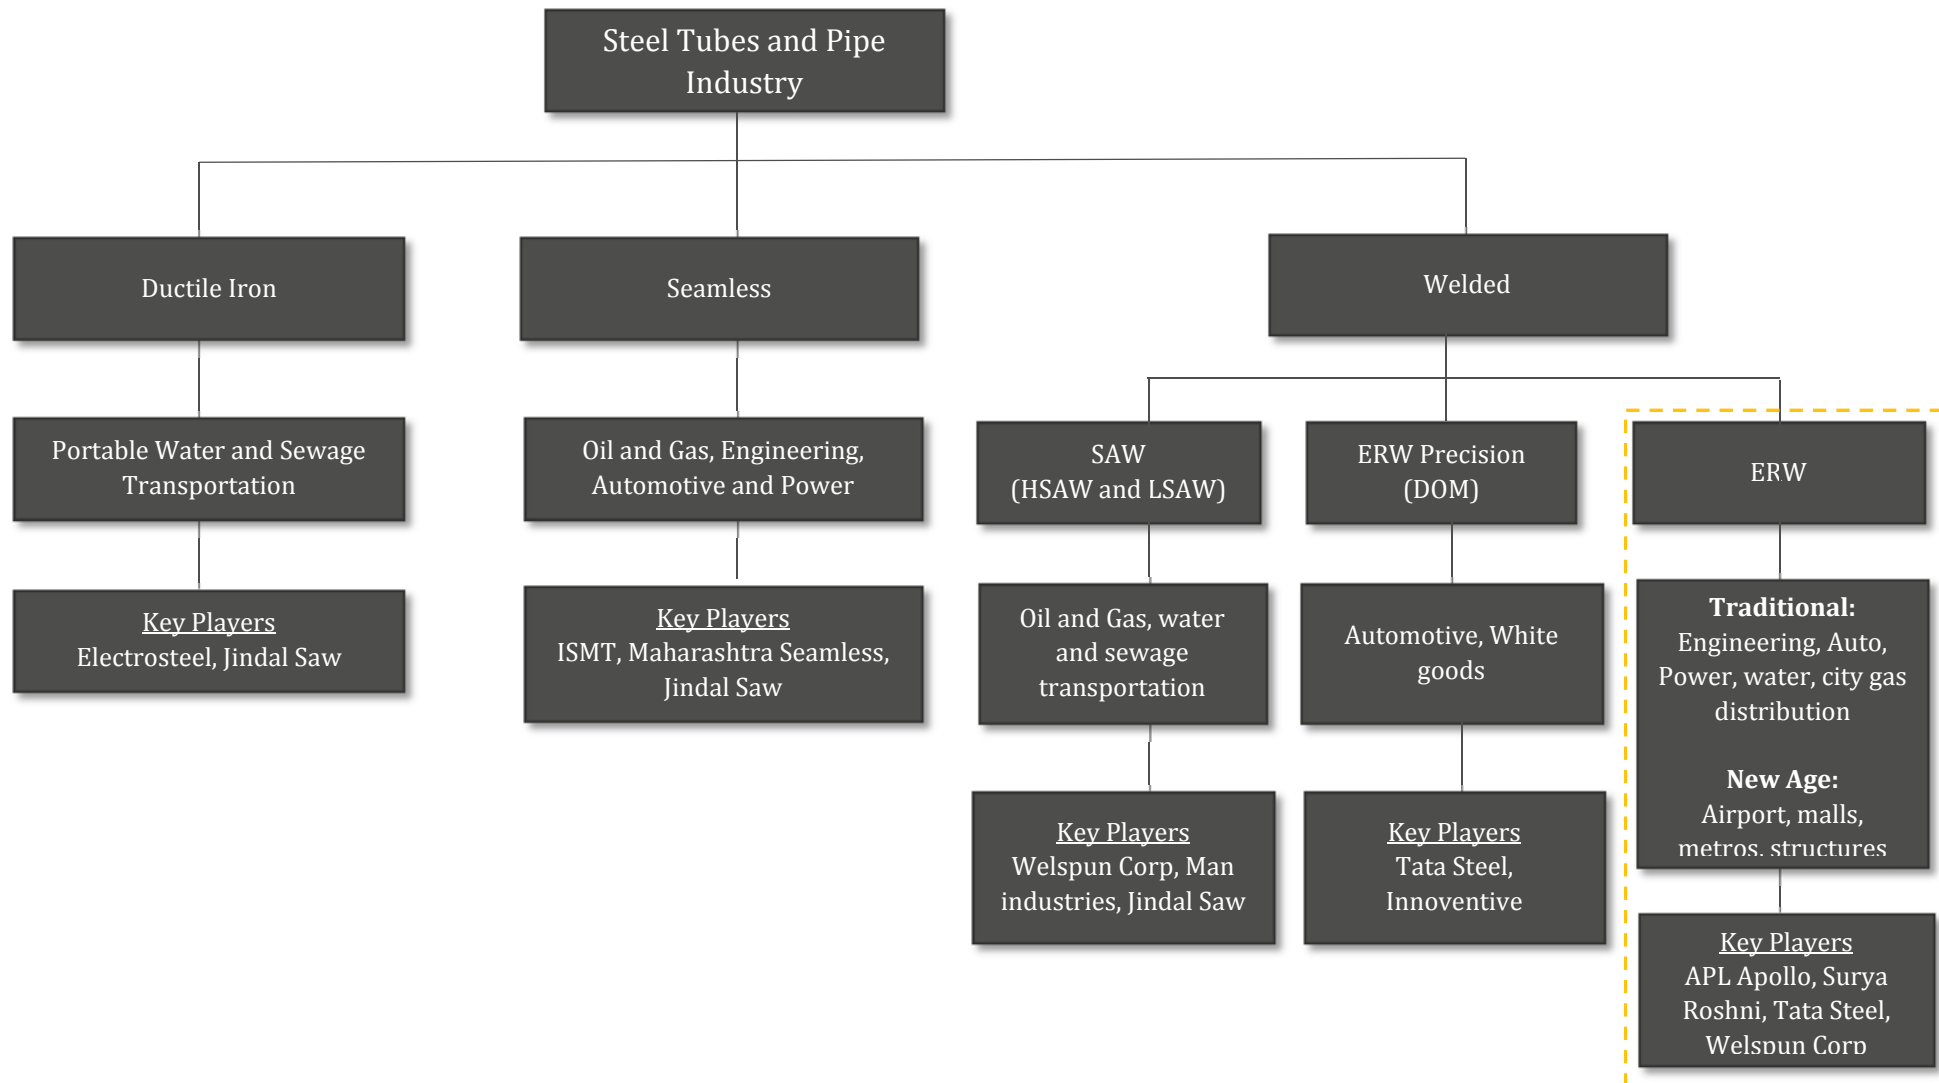 Steel Tubes and Pipe
Industry
Ductile Iron
Seamless
Welded
Portable Water and Sewage
Transportation
Oil and Gas, Engineering,
Automotive and Power
SAW
(HSAW and LSAW)
ERW Precision
(DOM)
ERW
Key Players
Electrosteel, Jindal Saw
Key Players
ISMT, Maharashtra Seamless,
Jindal Saw
Oil and Gas, water
and sewage
transportation
Automotive, White
goods
Traditional:
Engineering, Auto,
Power, water, city gas
distribution
New Age:
Airport, malls,
metros, structures
Key Players
Welspun Corp, Man
industries, Jindal Saw
Key Players
Tata Steel,
Innoventive
Key Players
APL Apollo, Surya
Roshni, Tata Steel,
Welspun Corp